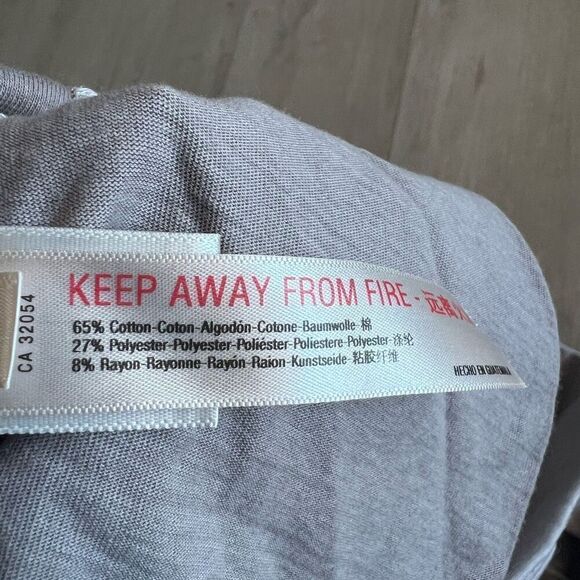 KEEP AWAY FROM FIRE - 远离火
65% Cotton-Coton-Algodón-Cotone-Baumwolle-棉
27% Polyester-Polyester-Poliéster-Poliestere-Polyester-涤纶
8% Rayon-Rayonne-Rayón-Raion-Kunstseide-粘胶纤维
HECHO EN GUATEMALA
CA 32054